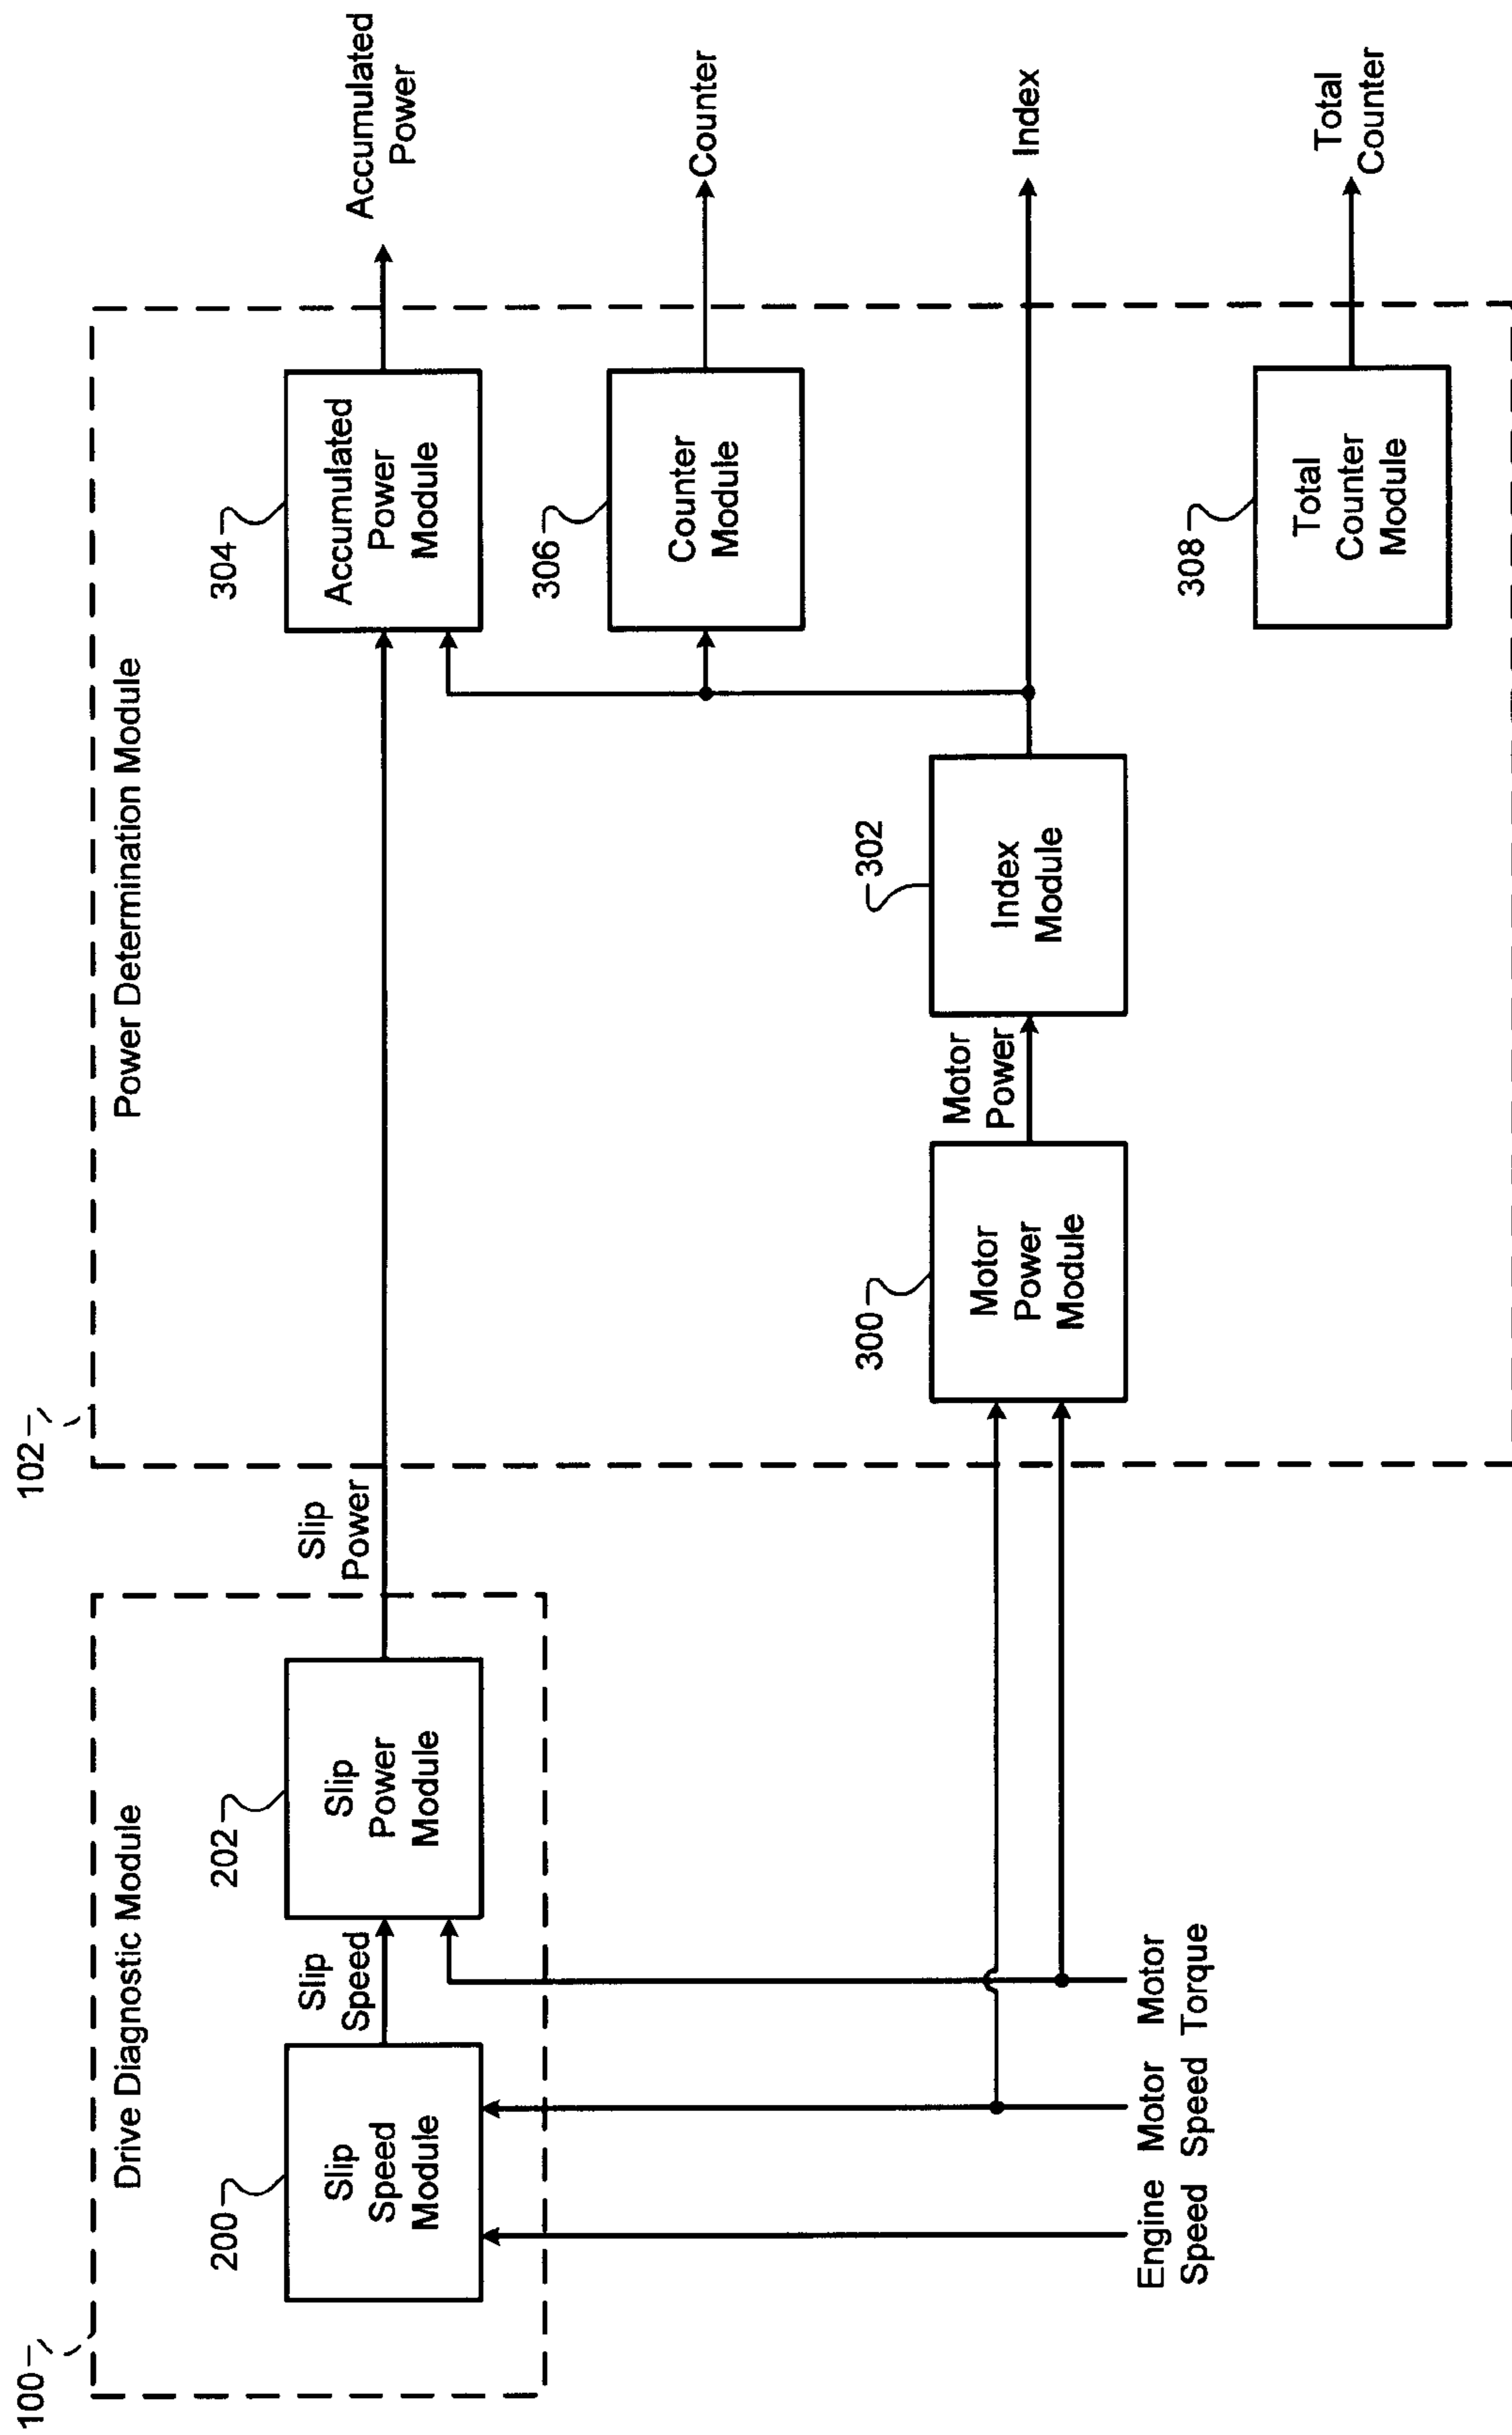 100
Drive Diagnostic Module
200
Slip
Speed
Module
Slip
Speed
202
Slip
Power
Module
Slip
Power
Engine
Speed
Motor
Speed
Motor
Torque
102
Power Determination Module
300
Motor
Power
Module
Motor
Power
302
Index
Module
304
Accumulated
Power
Module
306
Counter
Module
308
Total
Counter
Module
Accumulated
Power
Counter
Index
Total
Counter